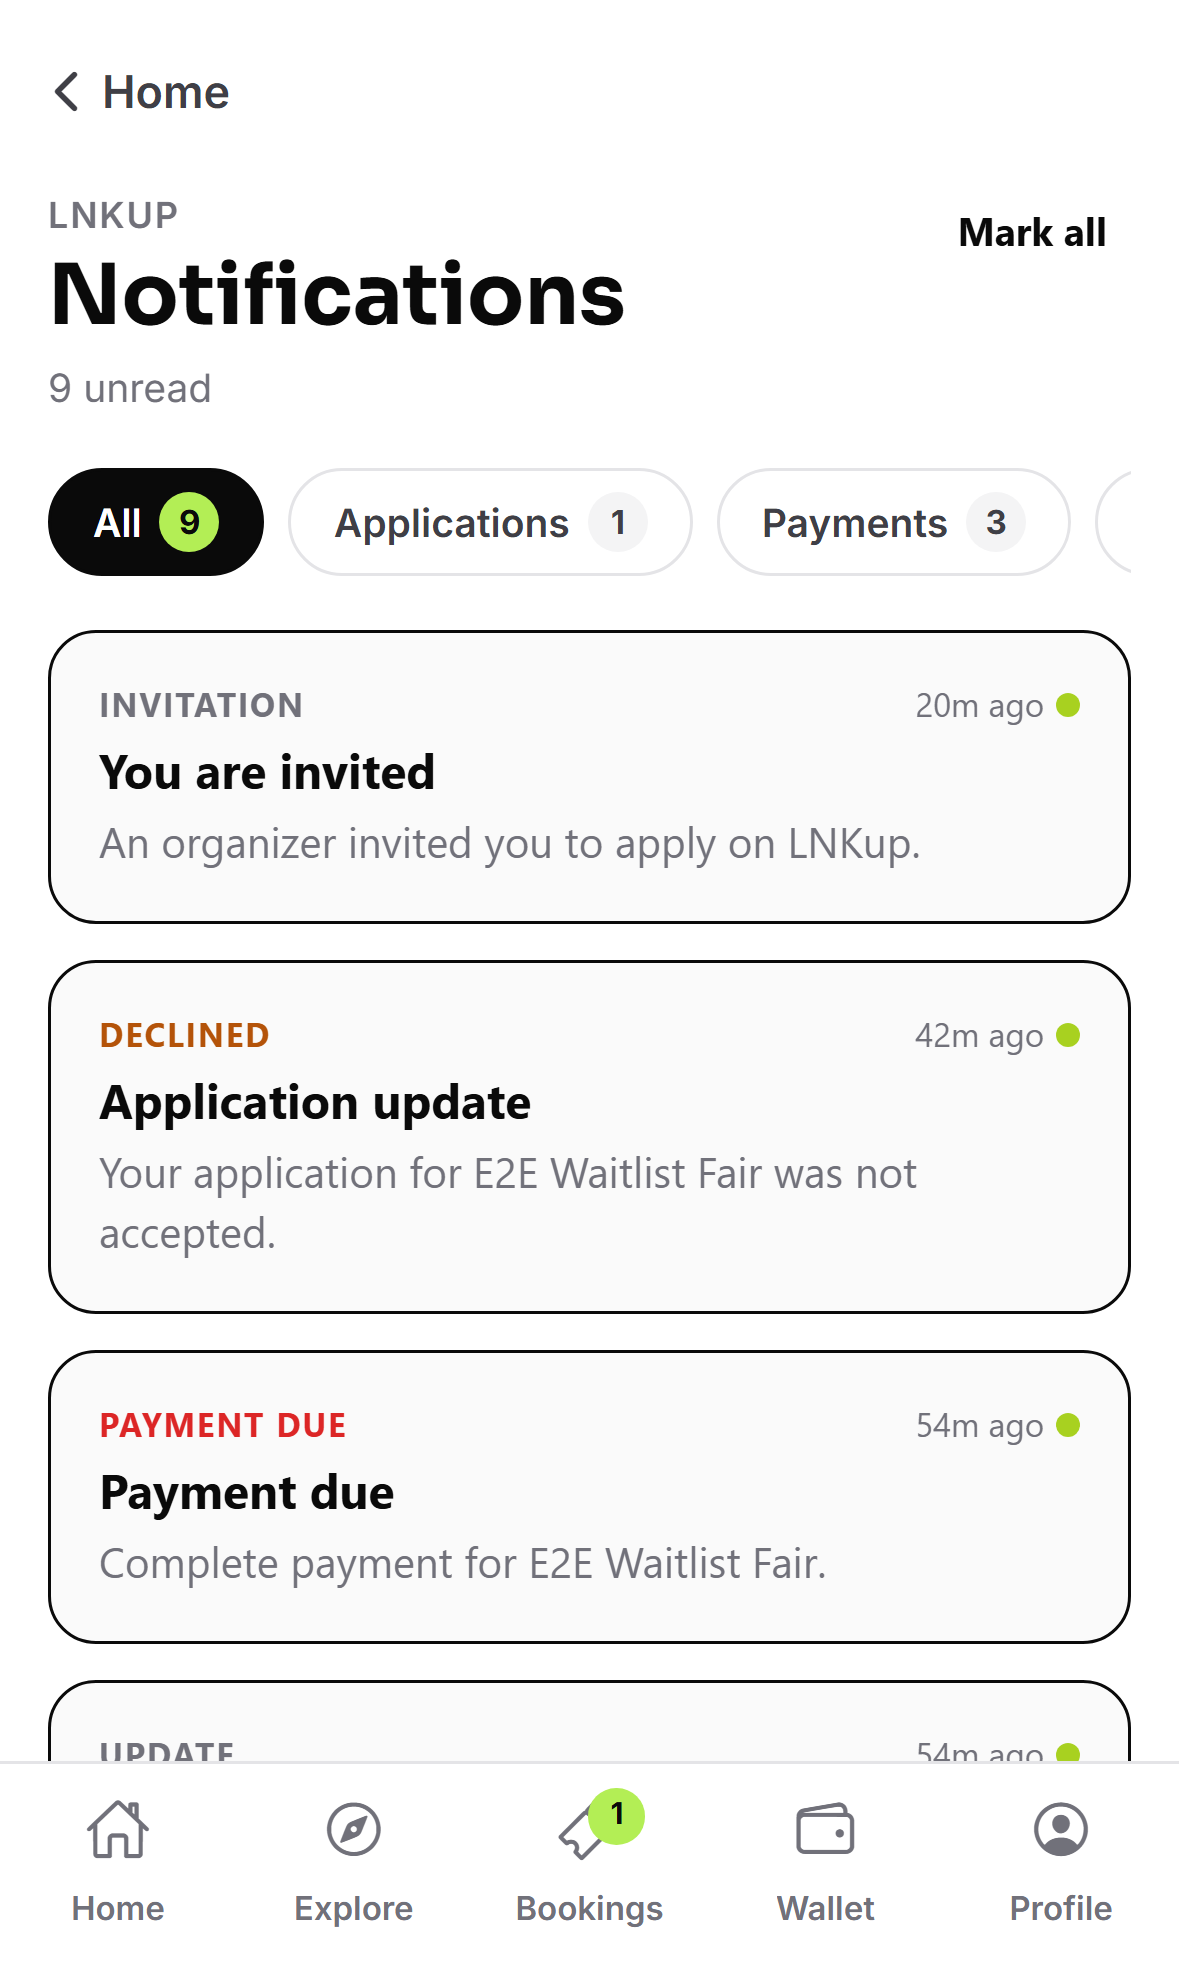 Home
LNKUP
Mark all
Notifications
9 unread
All 9
Applications 1
Payments 3
INVITATION
20m ago
You are invited
An organizer invited you to apply on LNKup.
DECLINED
42m ago
Application update
Your application for E2E Waitlist Fair was not
accepted.
PAYMENT DUE
54m ago
Payment due
Complete payment for E2E Waitlist Fair.
UPDATE
54m ago
1
Home
Explore
Bookings
Wallet
Profile